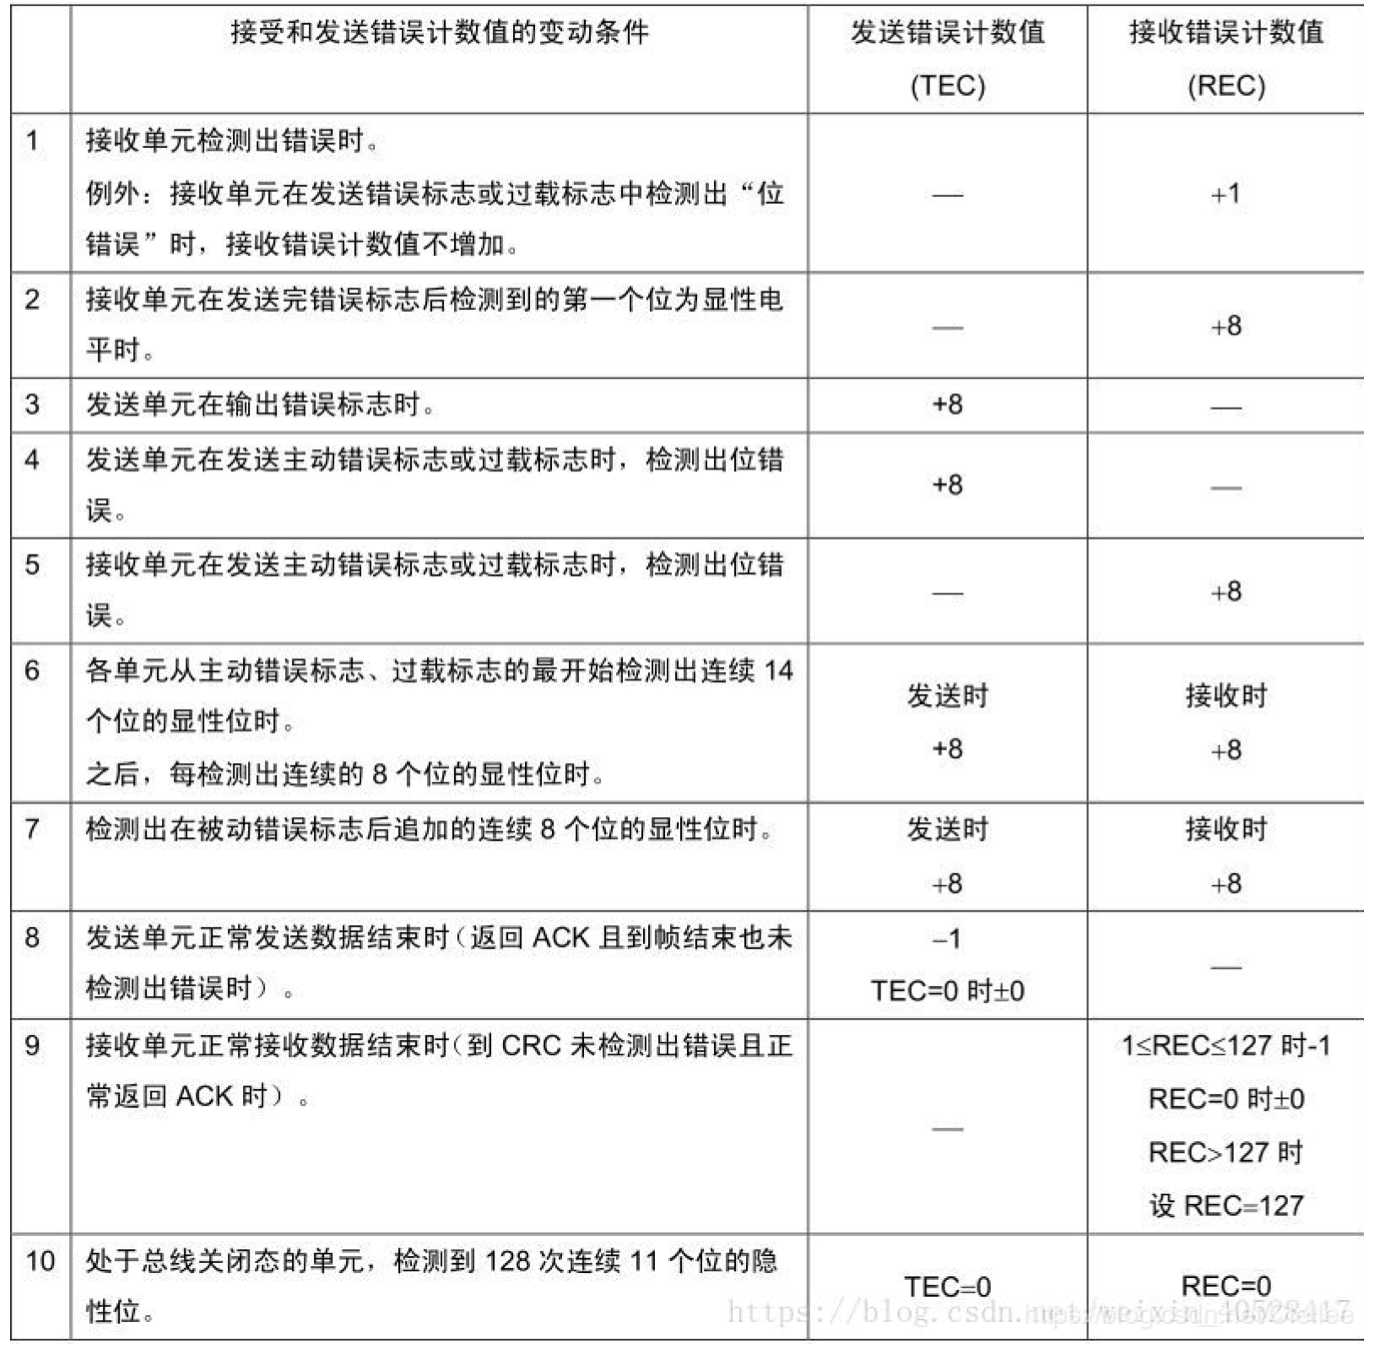 接受和发送错误计数值的变动条件
发送错误计数值
(TEC)
接收错误计数值
(REC)
1
接收单元检测出错误时。
例外：接收单元在发送错误标志或过载标志中检测出“位
错误”时，接收错误计数值不增加。
—
+1
2
接收单元在发送完错误标志后检测到的第一个位为显性电
平时。
—
+8
3
发送单元在输出错误标志时。
+8
—
4
发送单元在发送主动错误标志或过载标志时，检测出位错
误。
+8
—
5
接收单元在发送主动错误标志或过载标志时，检测出位错
误。
—
+8
6
各单元从主动错误标志、过载标志的最开始检测出连续 14
个位的显性位时。
之后，每检测出连续的 8 个位的显性位时。
发送时
+8
接收时
+8
7
检测出在被动错误标志后追加的连续 8 个位的显性位时。
发送时
+8
接收时
+8
8
发送单元正常发送数据结束时（返回 ACK 且到帧结束也未
检测出错误时）。
–1
TEC=0 时±0
—
9
接收单元正常接收数据结束时（到 CRC 未检测出错误且正
常返回 ACK 时）。
—
1≤REC≤127 时-1
REC=0 时±0
REC>127 时
设 REC=127
10
处于总线关闭态的单元，检测到 128 次连续 11 个位的隐
性位。
TEC=0
REC=0
https://blog.csdn.net/weixin_40528417